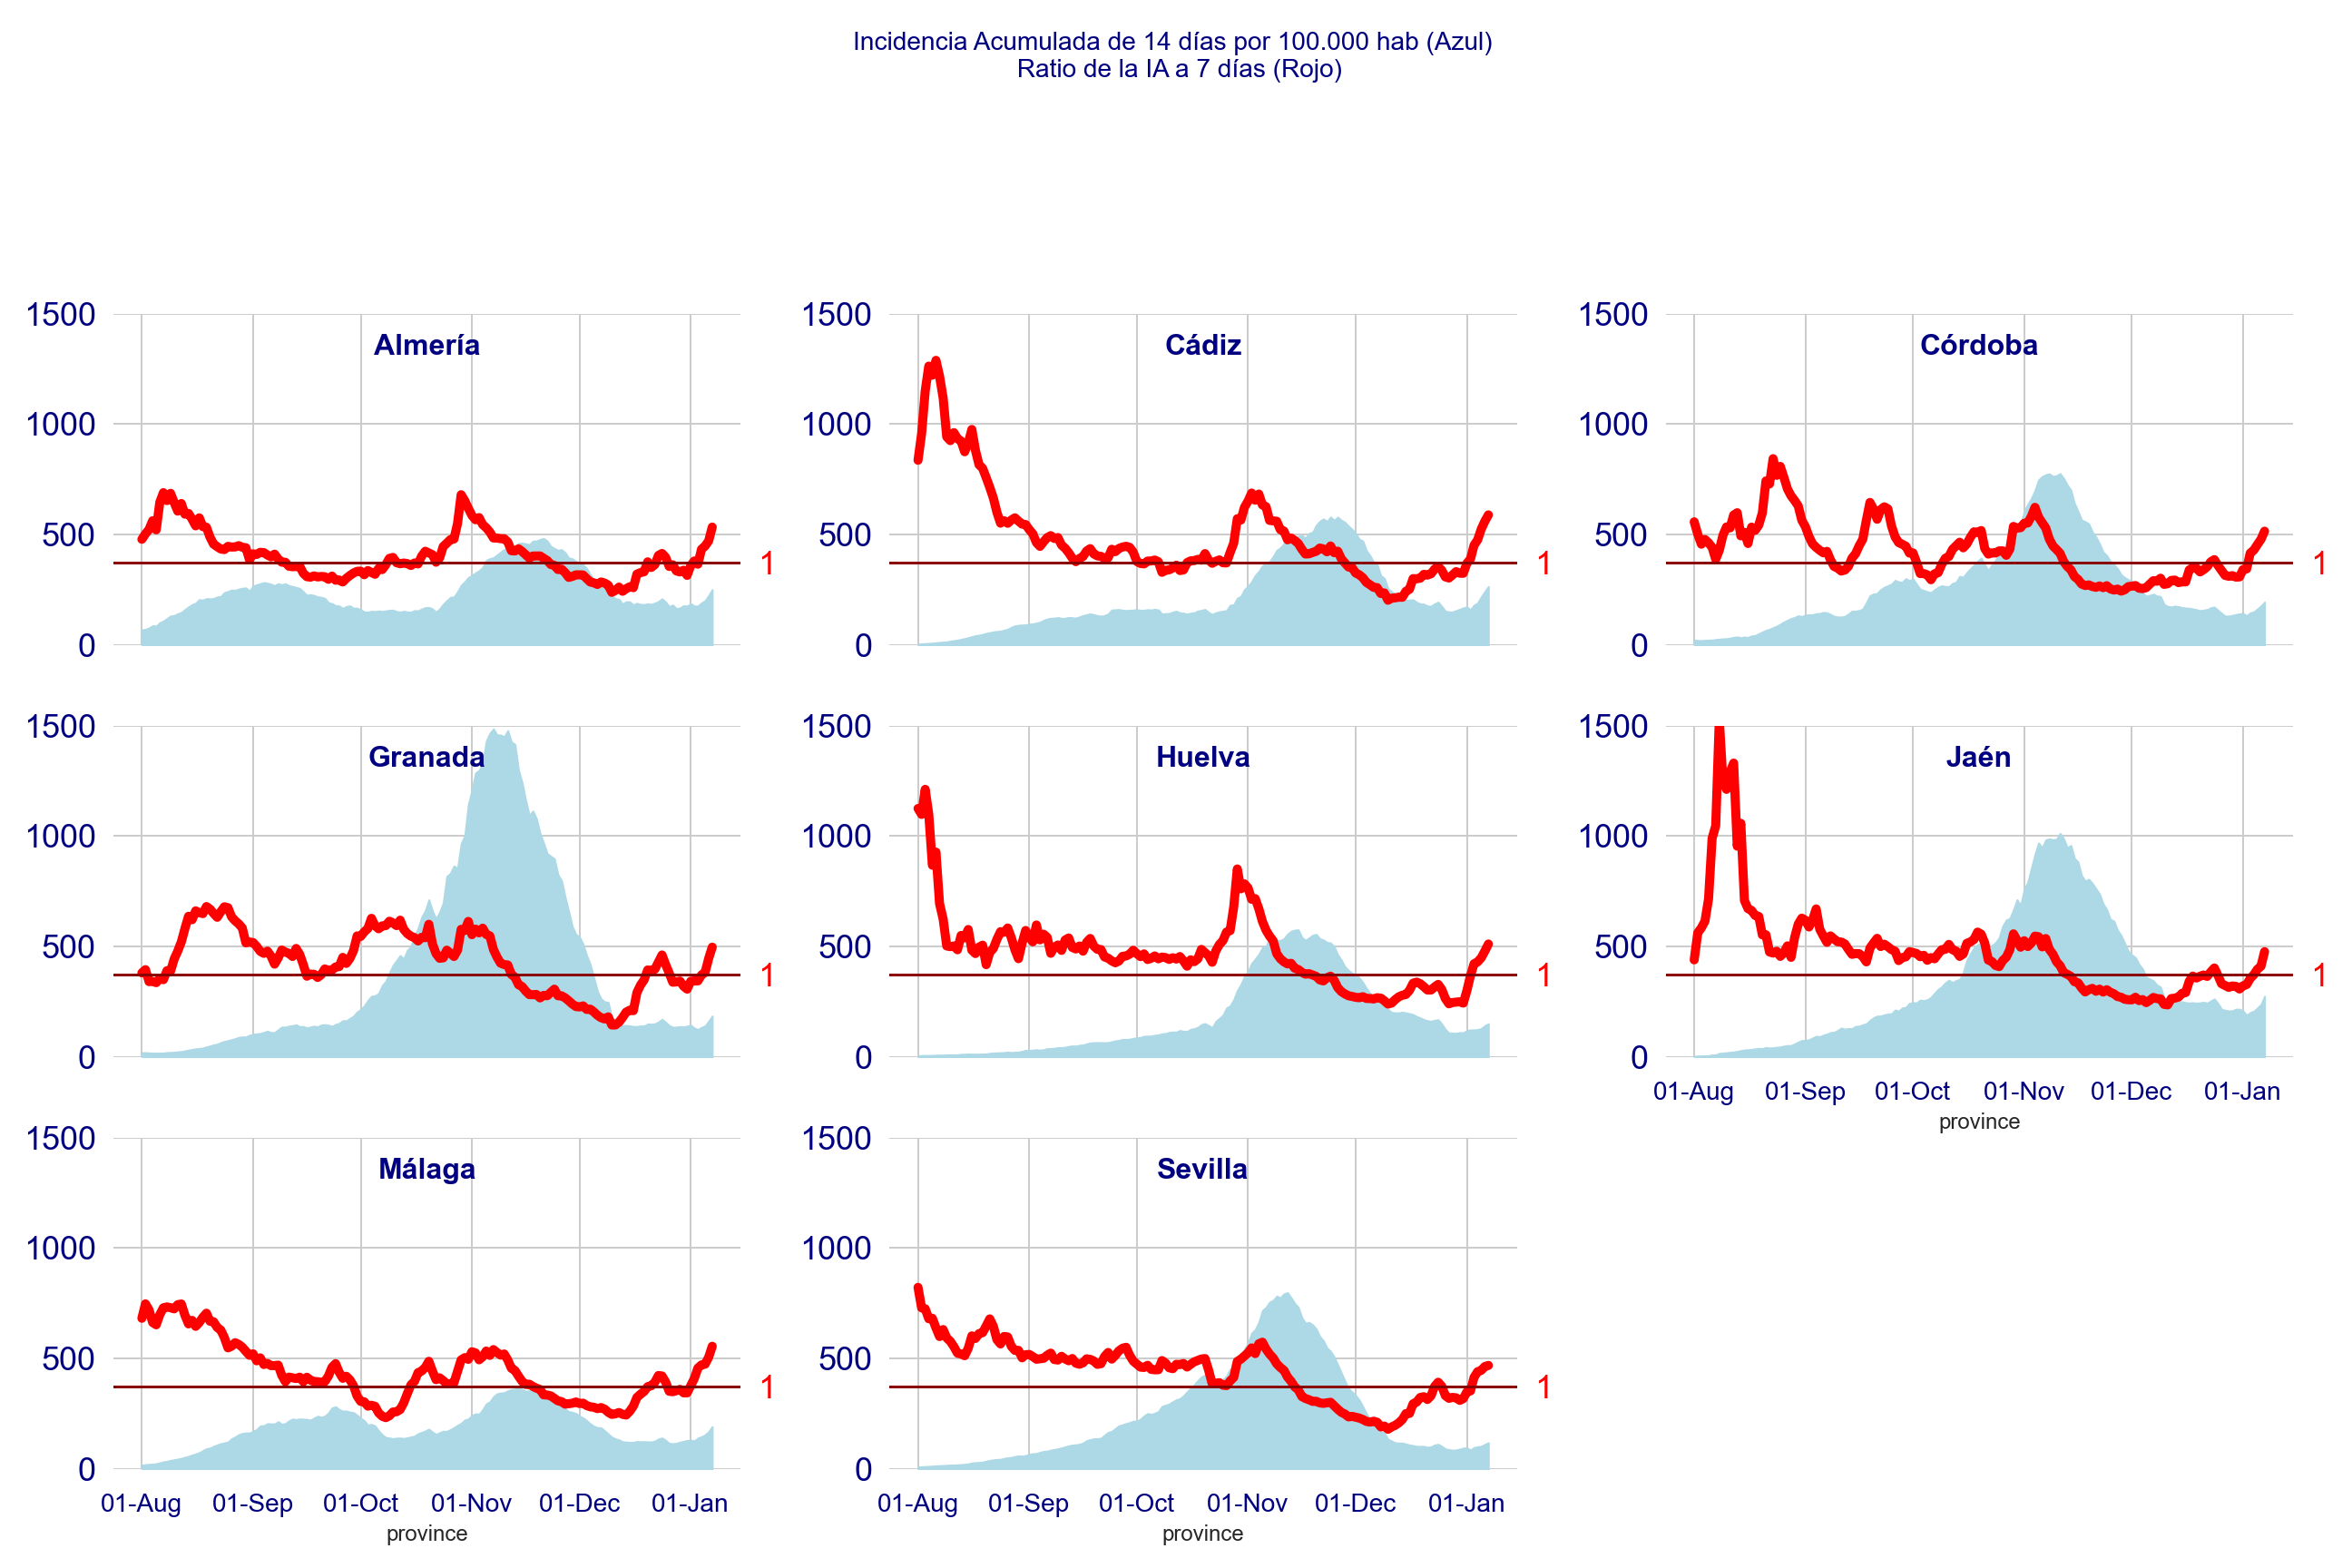 Incidencia Acumulada de 14 días por 100.000 hab (Azul)
Ratio de la IA a 7 días (Rojo)
1500
1000
500
0
Almería
1
1500
1000
500
0
Cádiz
1
1500
1000
500
0
Córdoba
1
1500
1000
500
0
Granada
1
1500
1000
500
0
Huelva
1
1500
1000
500
0
Jaén
1
01-Aug 01-Sep 01-Oct 01-Nov 01-Dec 01-Jan
province
1500
1000
500
0
Málaga
1
01-Aug 01-Sep 01-Oct 01-Nov 01-Dec 01-Jan
province
1500
1000
500
0
Sevilla
1
01-Aug 01-Sep 01-Oct 01-Nov 01-Dec 01-Jan
province